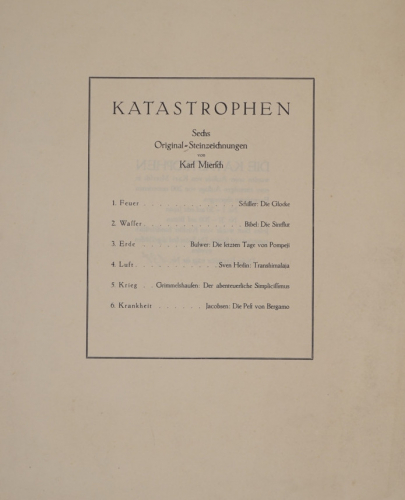 KATASTROPHEN
Sechs
Original-Steinzeichnungen
von
Karl Miersch
1. Feuer . . . . . . . . . . . . Schiller: Die Glocke
2. Waſſer . . . . . . . . . . . . Bibel: Die Sintflut
3. Erde . . . . . . . Bulwer: Die letzten Tage von Pompeji
4. Luft . . . . . . . . . . Sven Hedin: Transhimalaja
5. Krieg . . Grimmelshausen: Der abenteuerliche Simplicissimus
6. Krankheit . . . . . . Jacobsen: Die Pest von Bergamo